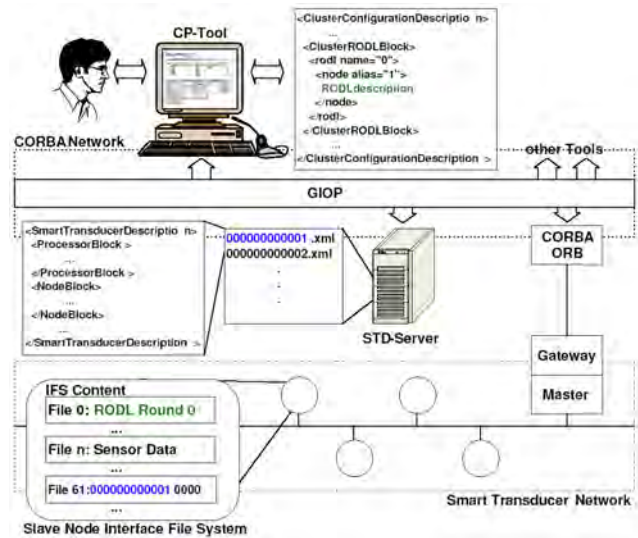 CP-Tool
<ClusterConfigurationDescriptio n>
...
<ClusterRODLBlock>
<rodl name="0">
<node alias="1">
RODLdescription
</node>
</rodl>
</ClusterRODLBlock>
...
</ClusterConfigurationDescription >
CORBA Network
other Tools
GIOP
<SmartTransducerDescriptio n>
<ProcessorBlock >
...
</ProcessorBlock >
<NodeBlock>
...
</NodeBlock>
...
</SmartTransducerDescription >
000000000001 .xml
000000000002.xml
.
.
.
STD-Server
CORBA
ORB
Gateway
Master
IFS Content
File 0: RODL Round 0
...
File n: Sensor Data
...
File 61:000000000001 0000
...
Slave Node Interface File System
Smart Transducer Network